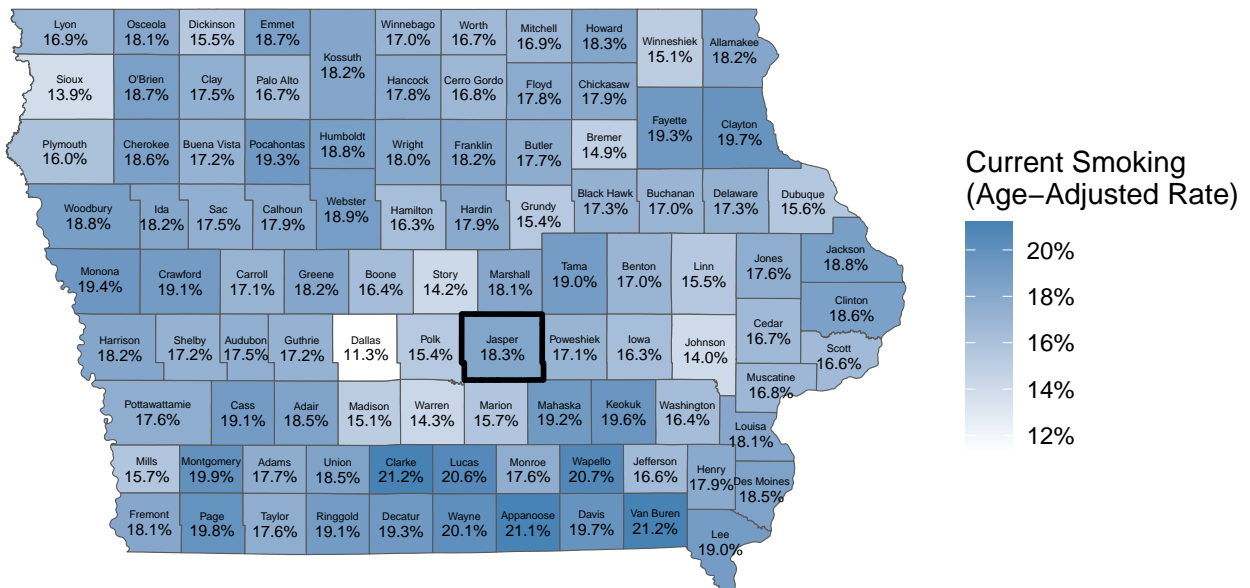 Lyon
16.9%
Osceola
18.1%
Dickinson
15.5%
Emmet
18.7%
Kossuth
18.2%
Winnebago
17.0%
Worth
16.7%
Mitchell
16.9%
Howard
18.3%
Winneshiek
15.1%
Allamakee
18.2%
Sioux
13.9%
O'Brien
18.7%
Clay
17.5%
Palo Alto
16.7%
Hancock
17.8%
Cerro Gordo
16.8%
Floyd
17.8%
Chickasaw
17.9%
Fayette
19.3%
Clayton
19.7%
Plymouth
16.0%
Cherokee
18.6%
Buena Vista
17.2%
Pocahontas
19.3%
Humboldt
18.8%
Wright
18.0%
Franklin
18.2%
Butler
17.7%
Bremer
14.9%
Woodbury
18.8%
Ida
18.2%
Sac
17.5%
Calhoun
17.9%
Webster
18.9%
Hamilton
16.3%
Hardin
17.9%
Grundy
15.4%
Black Hawk
17.3%
Buchanan
17.0%
Delaware
17.3%
Dubuque
15.6%
Monona
19.4%
Crawford
19.1%
Carroll
17.1%
Greene
18.2%
Boone
16.4%
Story
14.2%
Marshall
18.1%
Tama
19.0%
Benton
17.0%
Linn
15.5%
Jones
17.6%
Jackson
18.8%
Clinton
18.6%
Harrison
18.2%
Shelby
17.2%
Audubon
17.5%
Guthrie
17.2%
Dallas
11.3%
Polk
15.4%
Jasper
18.3%
Poweshiek
17.1%
Iowa
16.3%
Johnson
14.0%
Cedar
16.7%
Scott
16.6%
Muscatine
16.8%
Pottawattamie
17.6%
Cass
19.1%
Adair
18.5%
Madison
15.1%
Warren
14.3%
Marion
15.7%
Mahaska
19.2%
Keokuk
19.6%
Washington
16.4%
Louisa
18.1%
Mills
15.7%
Montgomery
19.9%
Adams
17.7%
Union
18.5%
Clarke
21.2%
Lucas
20.6%
Monroe
17.6%
Wapello
20.7%
Jefferson
16.6%
Henry
17.9%
Des Moines
18.5%
Fremont
18.1%
Page
19.8%
Taylor
17.6%
Ringgold
19.1%
Decatur
19.3%
Wayne
20.1%
Appanoose
21.1%
Davis
19.7%
Van Buren
21.2%
Lee
19.0%
Current Smoking
(Age−Adjusted Rate)
20%
18%
16%
14%
12%